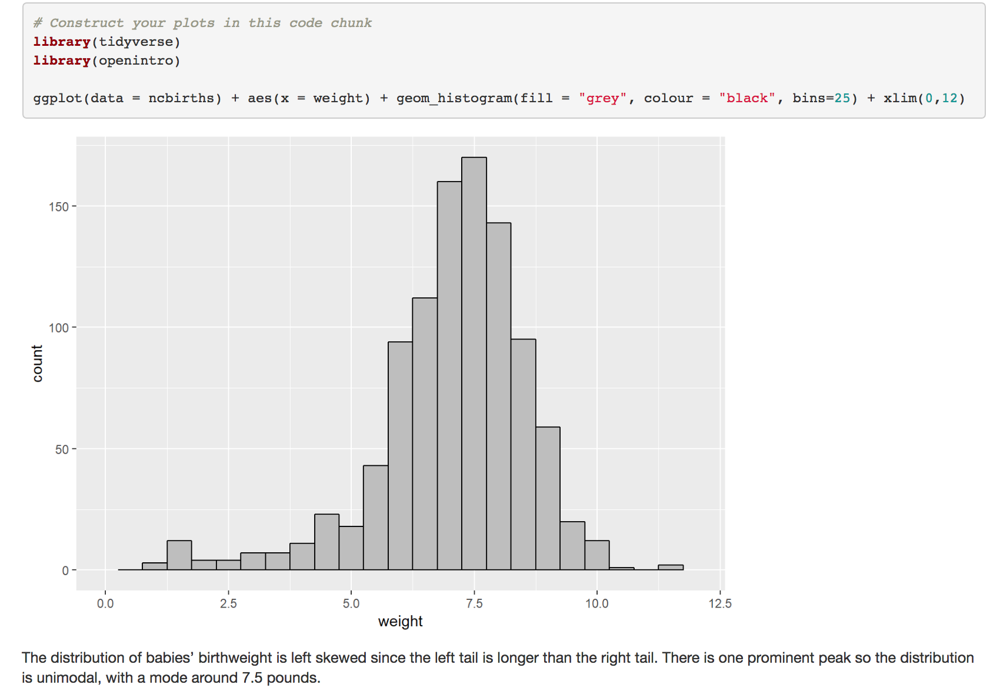 # Construct your plots in this code chunk
library(tidyverse)
library(openintro)
ggplot(data = ncbirths) + aes(x = weight) + geom_histogram(fill = "grey", colour = "black", bins=25) + xlim(0,12)
150
100
50
0
count
0.0 2.5 5.0 7.5 10.0 12.5
weight
The distribution of babies’ birthweight is left skewed since the left tail is longer than the right tail. There is one prominent peak so the distribution
is unimodal, with a mode around 7.5 pounds.